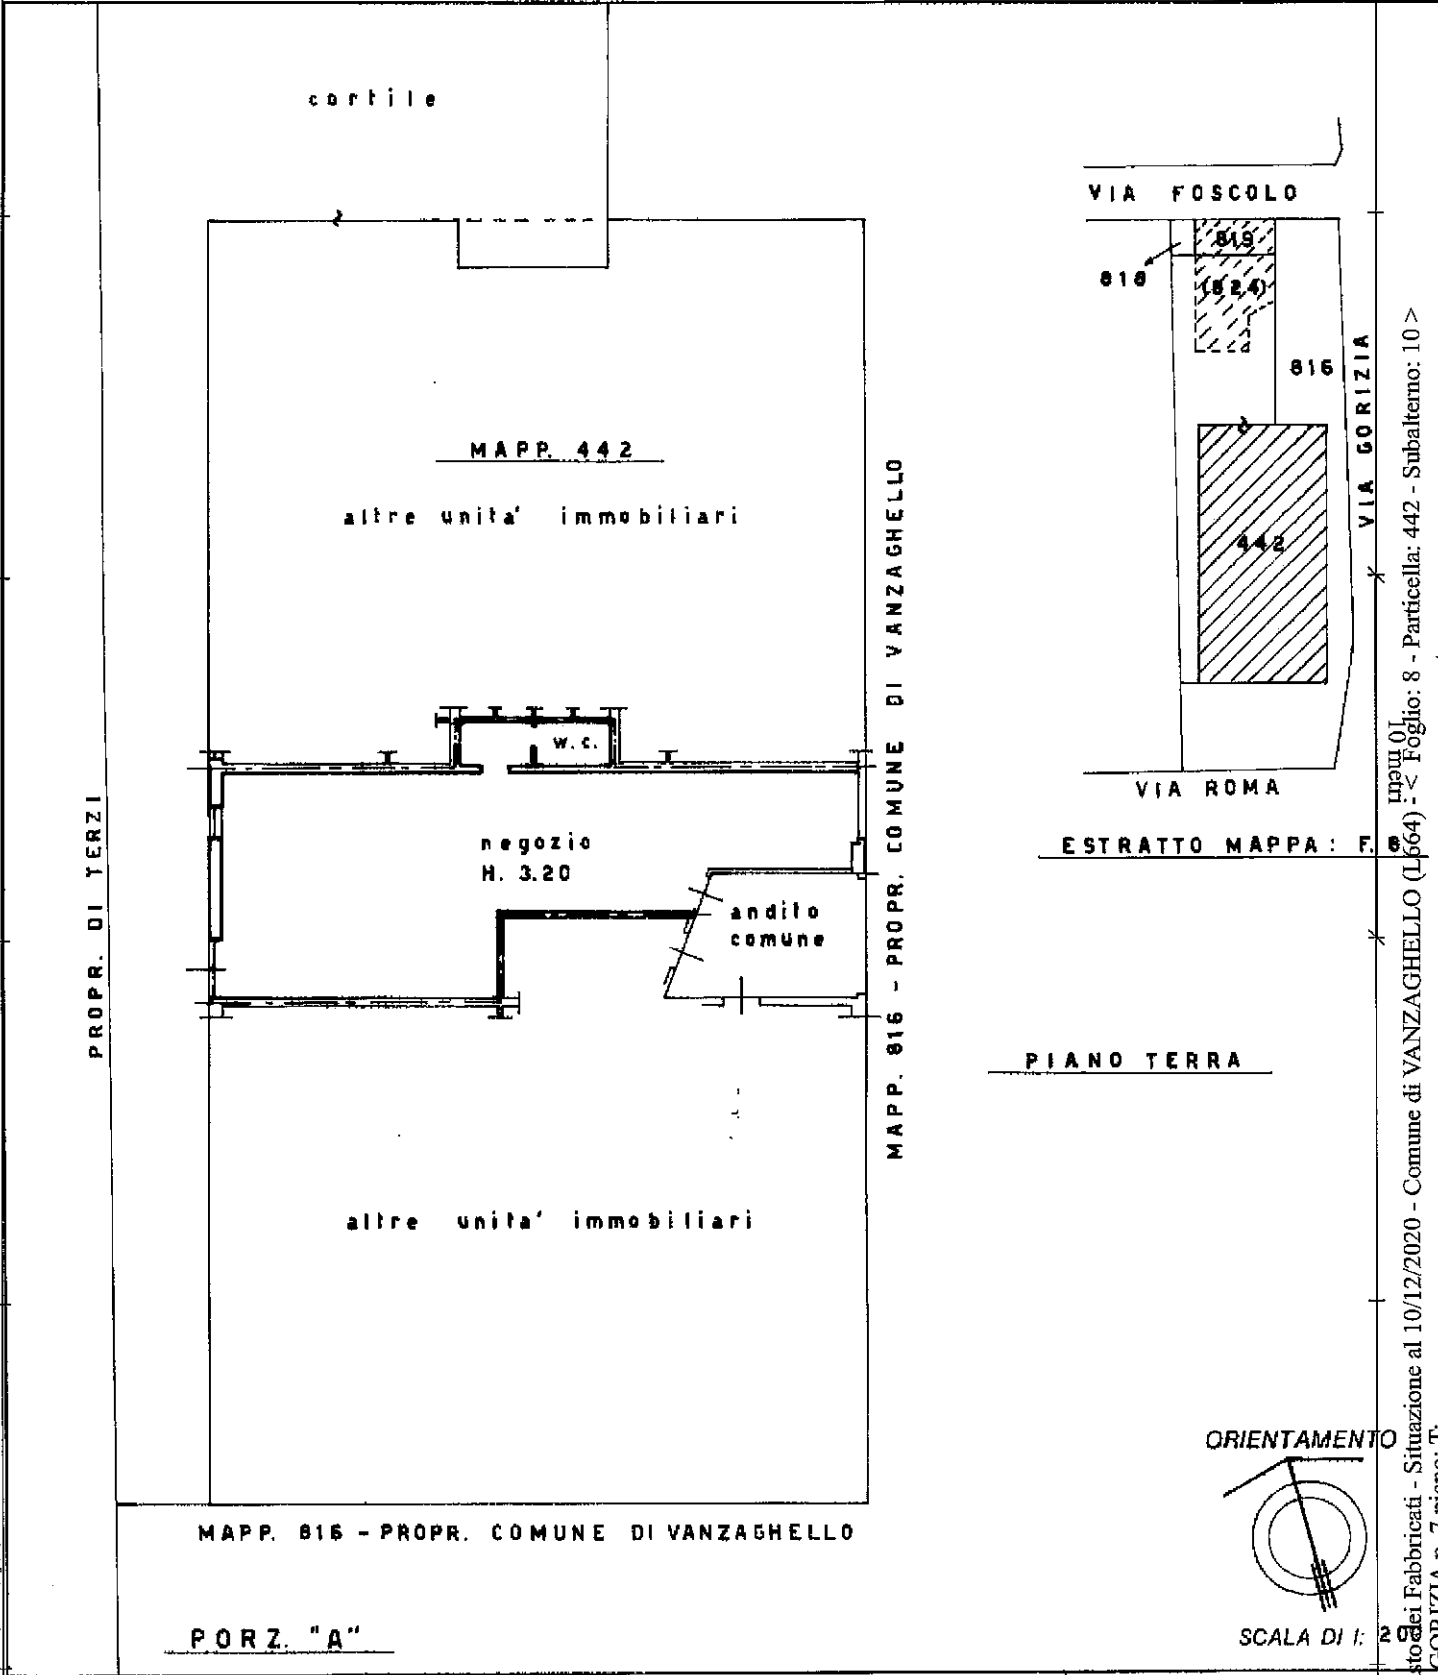 cortile
VIA FOSCOLO
819
818
(824)
816
VIA GORIZIA
442
VIA ROMA
ESTRATTO MAPPA: F. 8
MAPP. 442
altre unita' immobiliari
w.c.
negozio
H. 3.20
andito
comune
PROPR. DI TERZI
MAPP. 816 - PROPR. COMUNE DI VANZAGHELLO
PIANO TERRA
altre unita' immobiliari
MAPP. 816 - PROPR. COMUNE DI VANZAGHELLO
PORZ. "A"
ORIENTAMENTO
SCALA DI 1: 200
10 metri
sto dei Fabbricati - Situazione al 10/12/2020 - Comune di VANZAGHELLO (L664) - < Foglio: 8 - Particella: 442 - Subalterno: 10 >